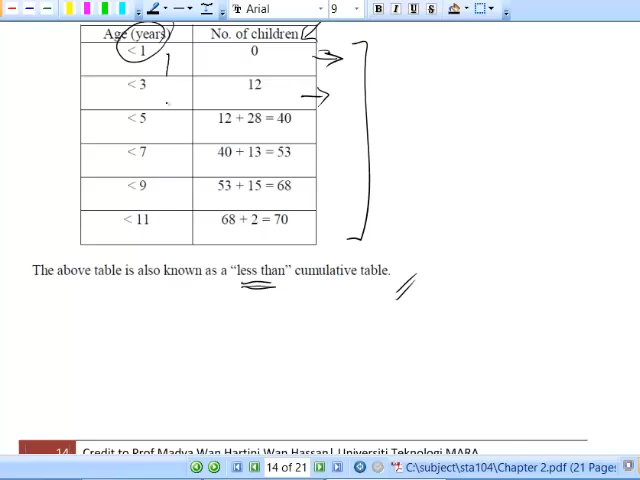 Arial 9 B I U S
Age (years) No. of children
< 1 0
< 3 12
< 5 12 + 28 = 40
< 7 40 + 13 = 53
< 9 53 + 15 = 68
< 11 68 + 2 = 70
The above table is also known as a “less than” cumulative table.
14 Credit to Prof Madya Wan Hartini Wan Hassan| Universiti Teknologi MARA
14 of 21 C:\subject\sta104\Chapter 2.pdf (21 Pages